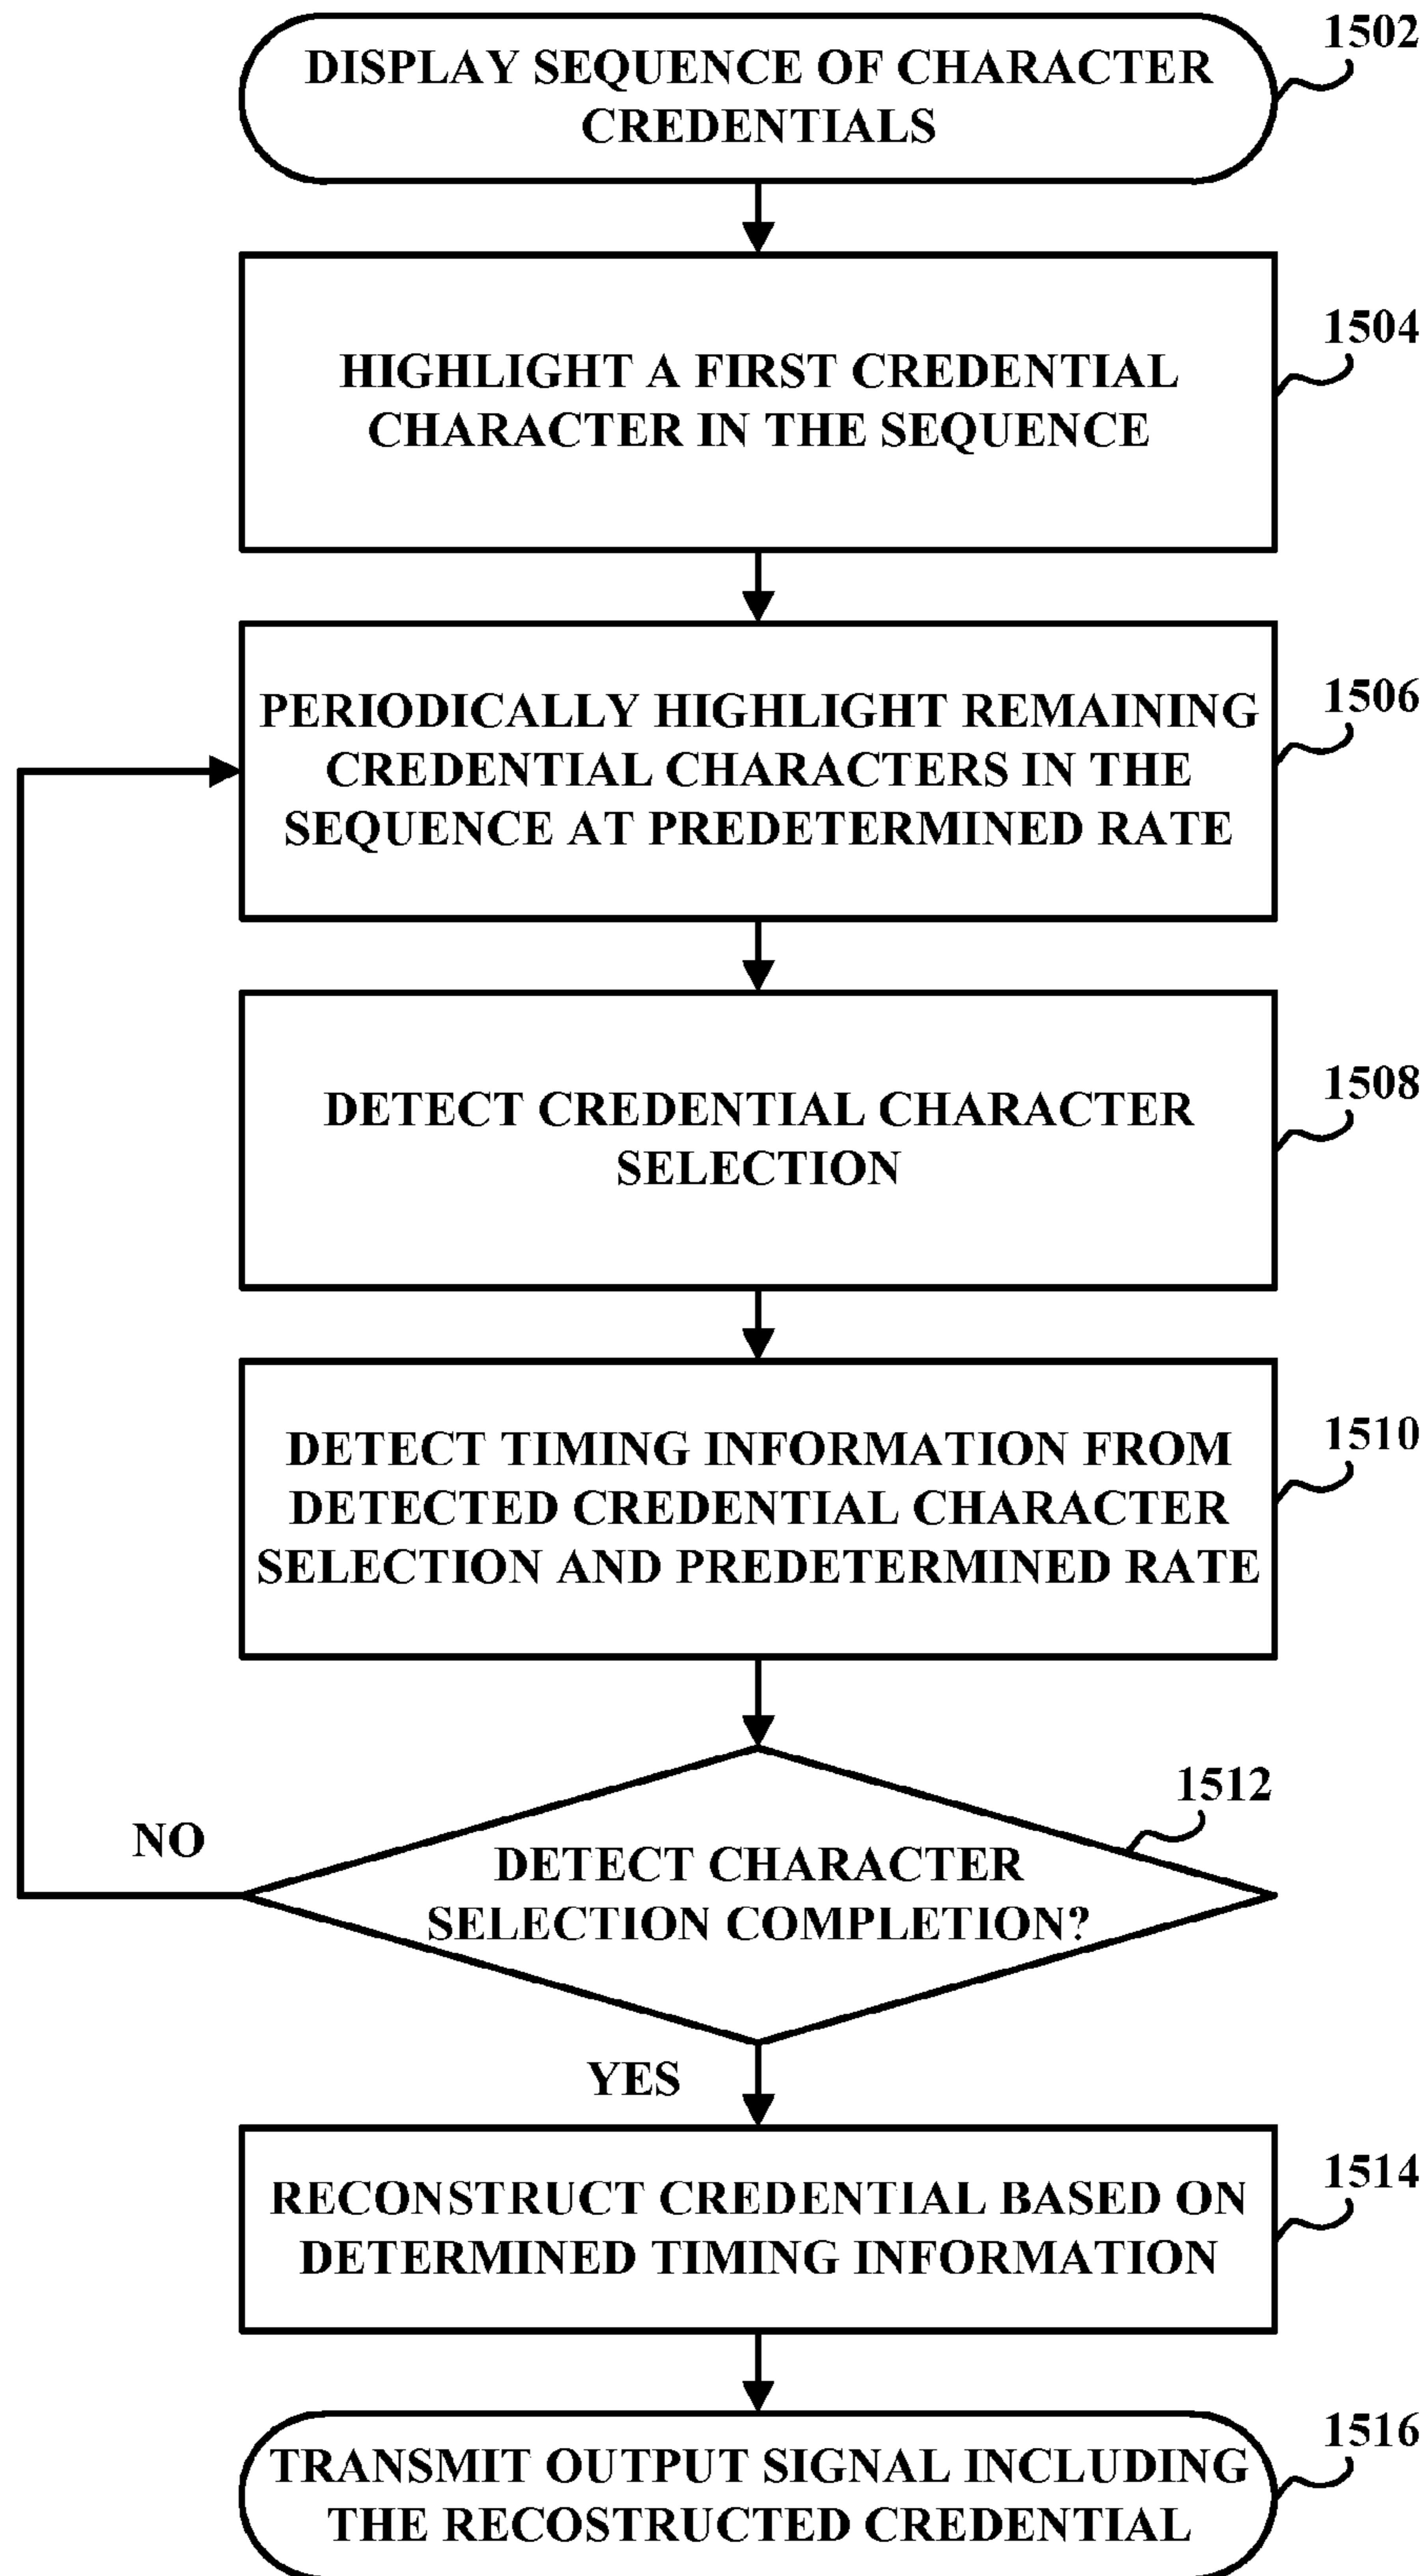 1502
DISPLAY SEQUENCE OF CHARACTER
CREDENTIALS
1504
HIGHLIGHT A FIRST CREDENTIAL
CHARACTER IN THE SEQUENCE
1506
PERIODICALLY HIGHLIGHT REMAINING
CREDENTIAL CHARACTERS IN THE
SEQUENCE AT PREDETERMINED RATE
1508
DETECT CREDENTIAL CHARACTER
SELECTION
1510
DETECT TIMING INFORMATION FROM
DETECTED CREDENTIAL CHARACTER
SELECTION AND PREDETERMINED RATE
1512
NO
DETECT CHARACTER
SELECTION COMPLETION?
YES
1514
RECONSTRUCT CREDENTIAL BASED ON
DETERMINED TIMING INFORMATION
1516
TRANSMIT OUTPUT SIGNAL INCLUDING
THE RECOSTRUCTED CREDENTIAL